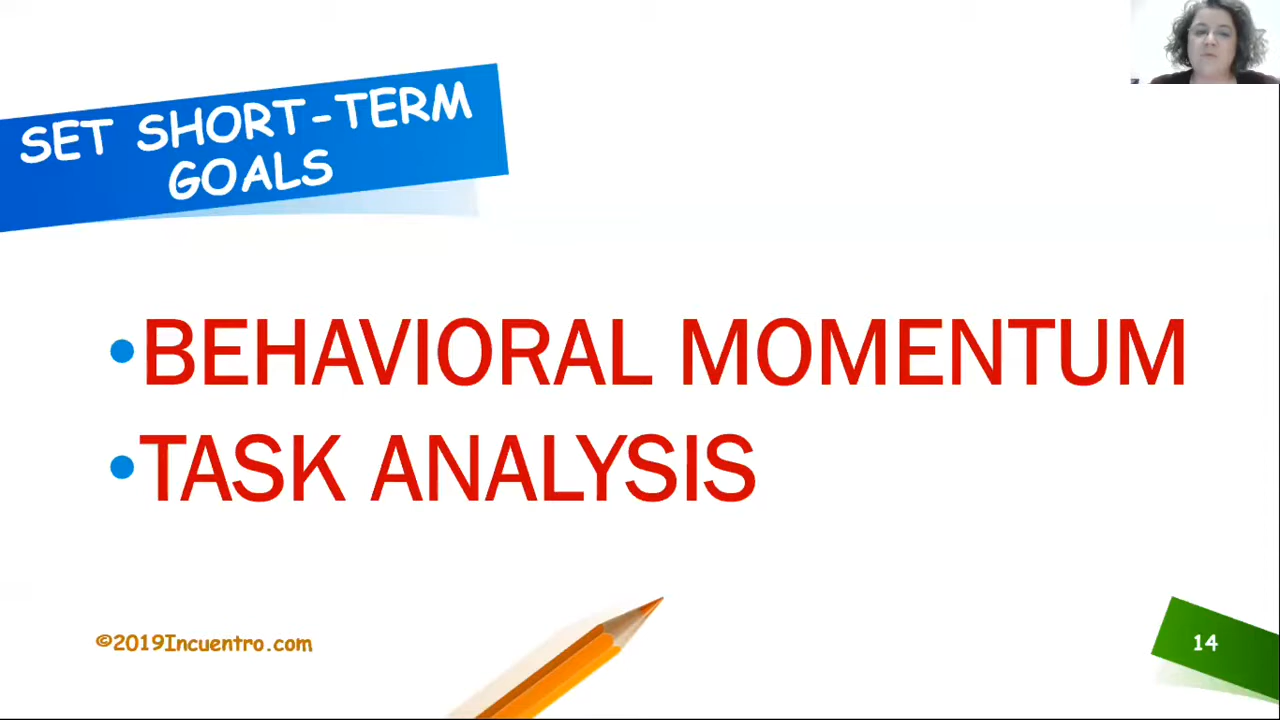 SET SHORT-TERM
GOALS
•BEHAVIORAL MOMENTUM
•TASK ANALYSIS
©2019Incuentro.com
14